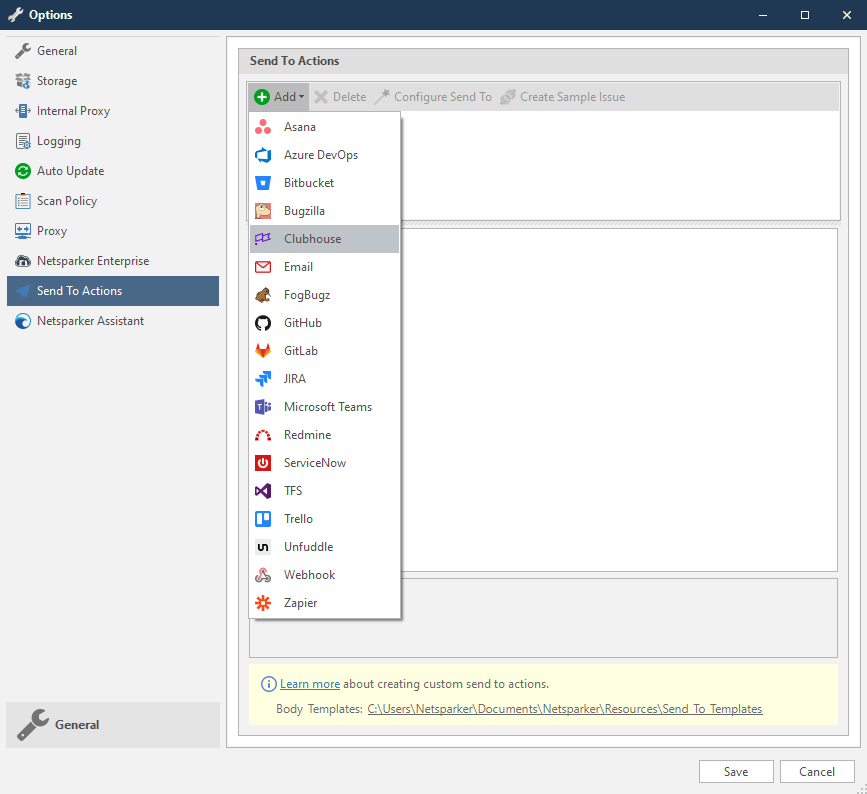 Options
General
Storage
Internal Proxy
Logging
Auto Update
Scan Policy
Proxy
Netsparker Enterprise
Send To Actions
Netsparker Assistant
General
Send To Actions
Add Delete Configure Send To Create Sample Issue
Asana
Azure DevOps
Bitbucket
Bugzilla
Clubhouse
Email
FogBugz
GitHub
GitLab
JIRA
Microsoft Teams
Redmine
ServiceNow
TFS
Trello
Unfuddle
Webhook
Zapier
Learn more about creating custom send to actions.
Body Templates: C:\Users\Netsparker\Documents\Netsparker\Resources\Send To Templates
Save Cancel